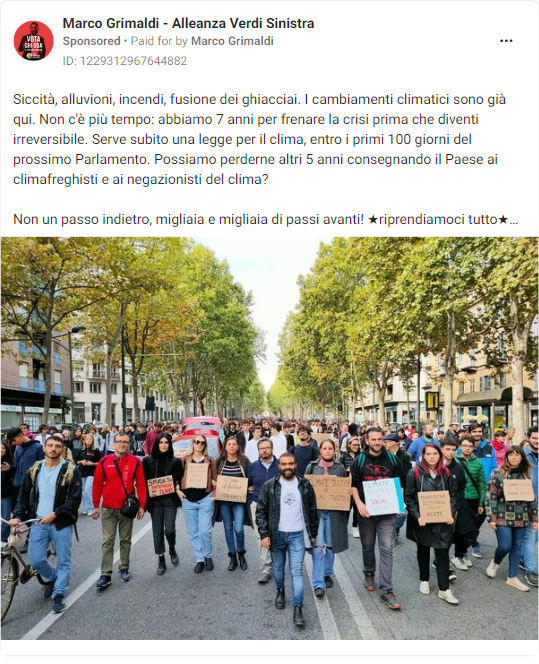 Marco Grimaldi - Alleanza Verdi Sinistra
Sponsored • Paid for by Marco Grimaldi
ID: 1229312967644882
VOTA
Siccità, alluvioni, incendi, fusione dei ghiacciai. I cambiamenti climatici sono già
qui. Non c'è più tempo: abbiamo 7 anni per frenare la crisi prima che diventi
irreversibile. Serve subito una legge per il clima, entro i primi 100 giorni del
prossimo Parlamento. Possiamo perderne altri 5 anni consegnando il Paese ai
climafreghisti e ai negazionisti del clima?
Non un passo indietro, migliaia e migliaia di passi avanti! ★riprendiamoci tutto★...
CLIMATE
JUSTICE